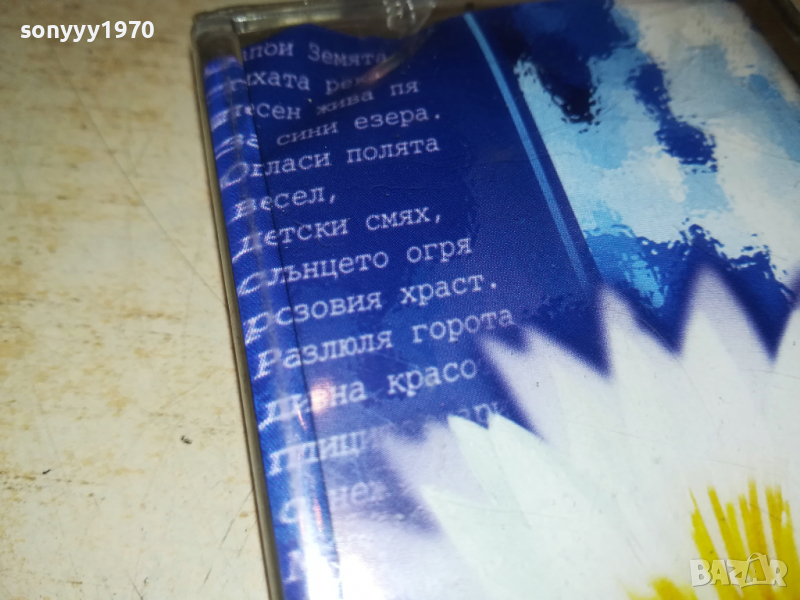 sonyyy1970
Земята
песен жива пя
сини езера.
Огласи полята
весел,
детски смях,
слънцето огря
розовия храст.
Разлюля горота
красо
BAZAR